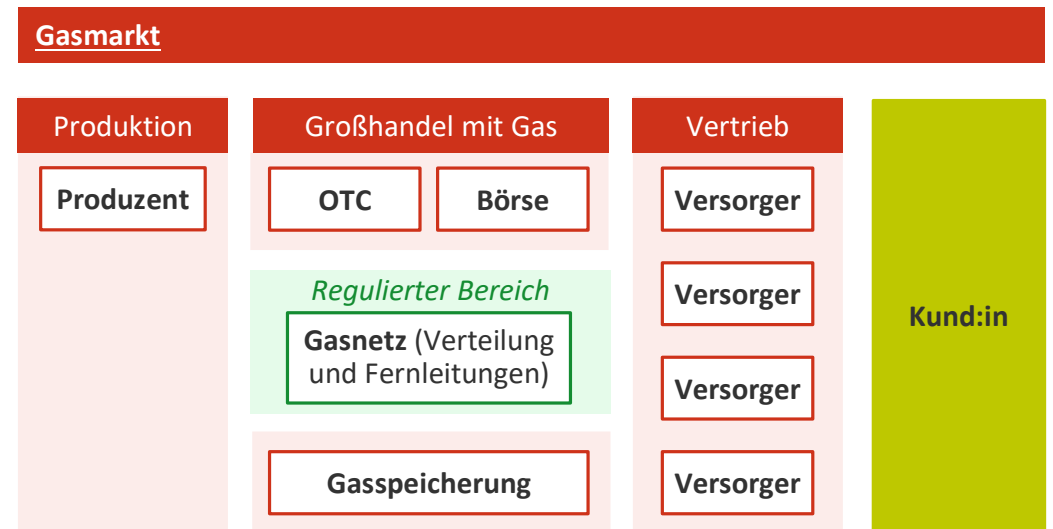 Gasmarkt
Produktion
Produzent
Großhandel mit Gas
OTC
Börse
Regulierter Bereich
Gasnetz (Verteilung
und Fernleitungen)
Gasspeicherung
Vertrieb
Versorger
Versorger
Versorger
Versorger
Kund:in